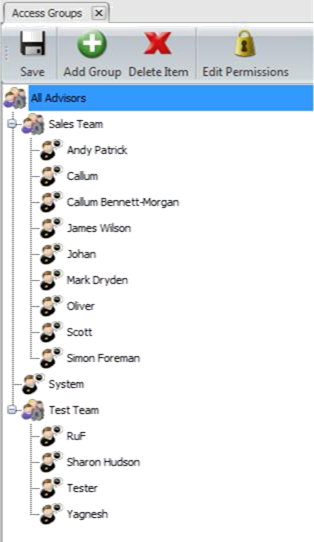 Access Groups
Save Add Group Delete Item Edit Permissions
All Advisors
Sales Team
Andy Patrick
Callum
Callum Bennett-Morgan
James Wilson
Johan
Mark Dryden
Oliver
Scott
Simon Foreman
System
Test Team
RuF
Sharon Hudson
Tester
Yagnesh